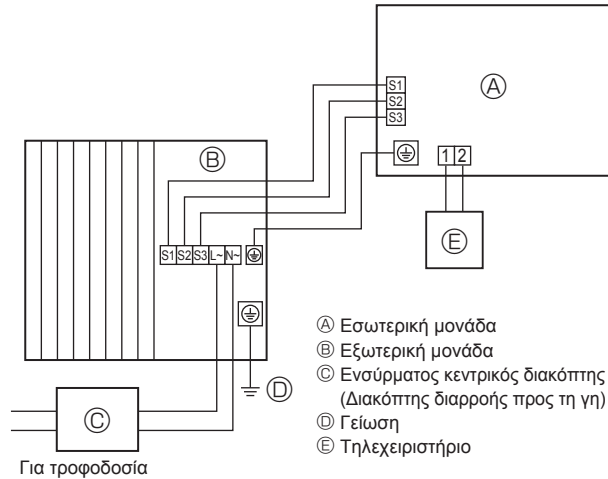 S1
S2
S3
Ⓐ
1 2
Ⓑ
S1 S2 S3 L~ N~
Ⓔ
Ⓓ
Ⓒ
Για τροφοδοσία
Ⓐ Εσωτερική μονάδα
Ⓑ Εξωτερική μονάδα
Ⓒ Ενσύρματος κεντρικός διακόπτης
(Διακόπτης διαρροής προς τη γη)
Ⓓ Γείωση
Ⓔ Τηλεχειριστήριο